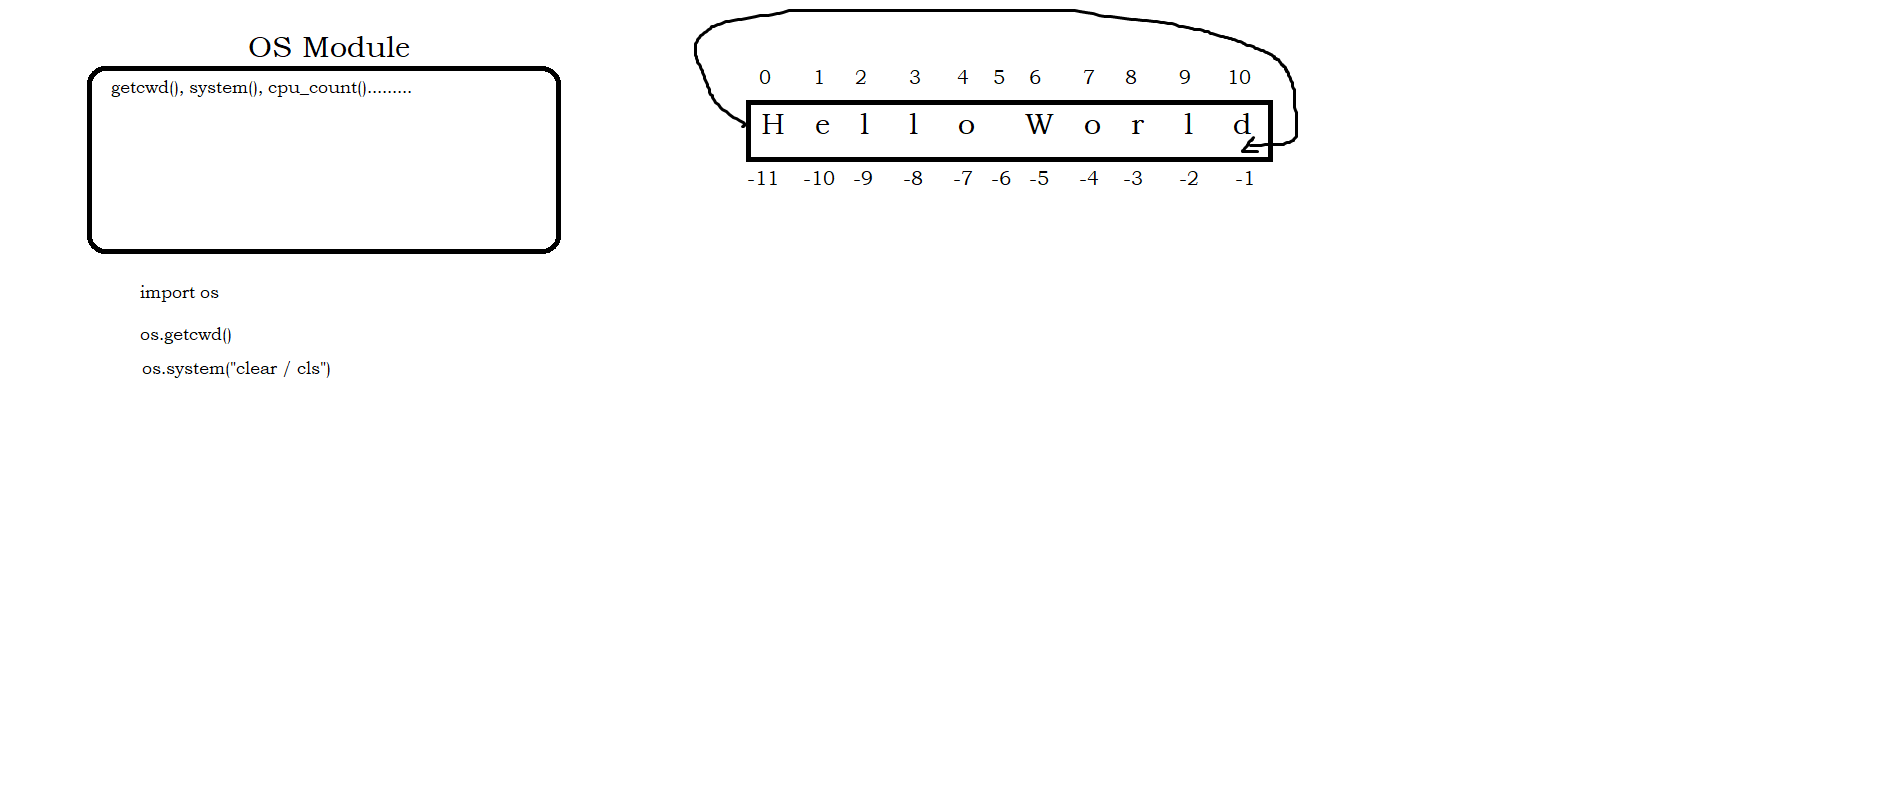 OS Module
getcwd(), system(), cpu_count().........
import os
os.getcwd()
os.system("clear / cls")
0 1 2 3 4 5 6 7 8 9 10
H e l l o W o r l d
-11 -10 -9 -8 -7 -6 -5 -4 -3 -2 -1